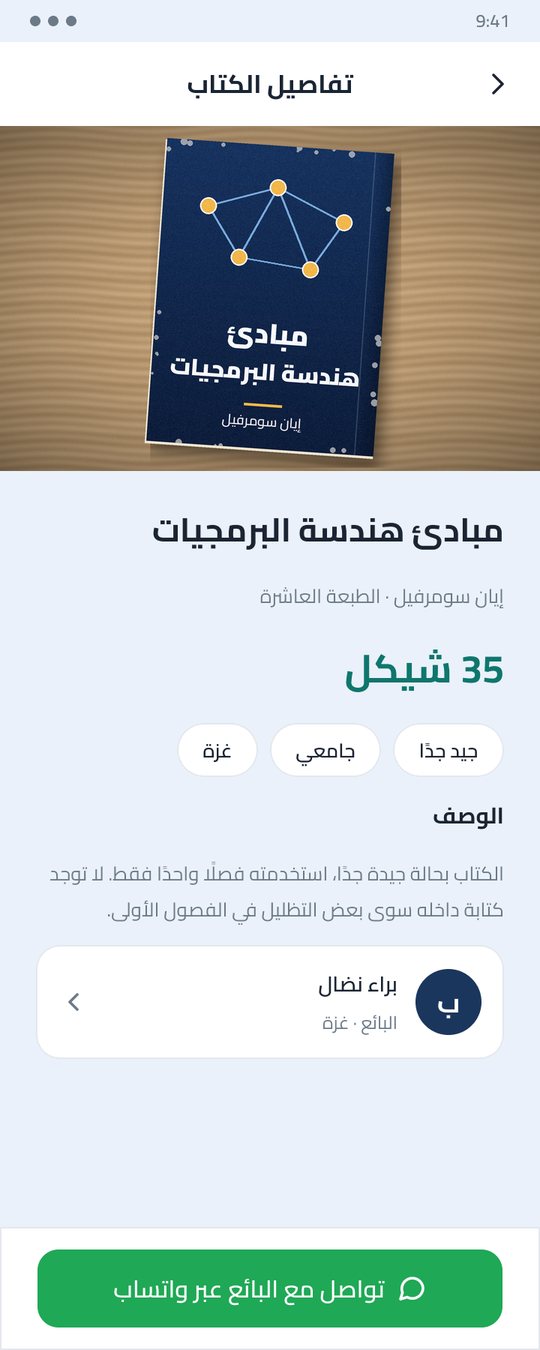 9:41
تفاصيل الكتاب
مبادئ
هندسة البرمجيات
إيان سومرفيل
مبادئ هندسة البرمجيات
إيان سومرفيل · الطبعة العاشرة
35 شيكل
جيد جدًا
جامعي
غزة
الوصف
الكتاب بحالة جيدة جدًا، استخدمته فصلًا واحدًا فقط. لا توجد
كتابة داخله سوى بعض التظليل في الفصول الأولى.
ب
براء نضال
البائع · غزة
تواصل مع البائع عبر واتساب